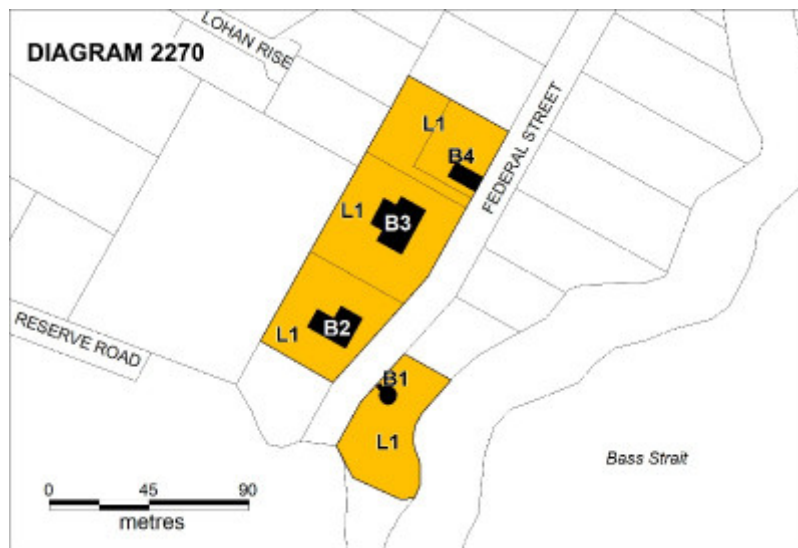 LOHAN RISE
DIAGRAM 2270
FEDERAL STREET
L1
B4
L1
B3
L1
B2
RESERVE ROAD
B1
L1
Bass Strait
0 45 90
metres